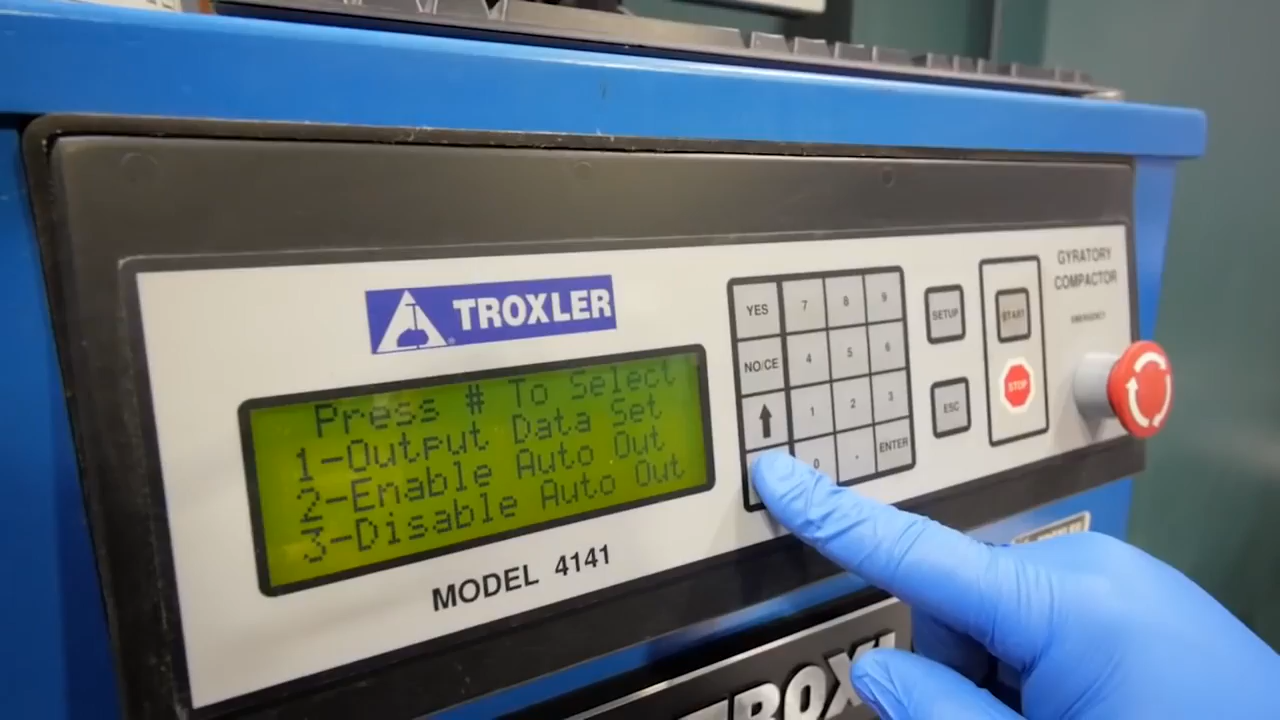 TROXLER
Press # To Select
1-Output Data Set
2-Enable Auto Out
3-Disable Auto Out
MODEL 4141
YES 7 8 9
NO/CE 4 5 6
1 2 3
0 . ENTER
SETUP
ESC
START
STOP
GYRATORY
COMPACTOR
EMERGENCY
TROXL